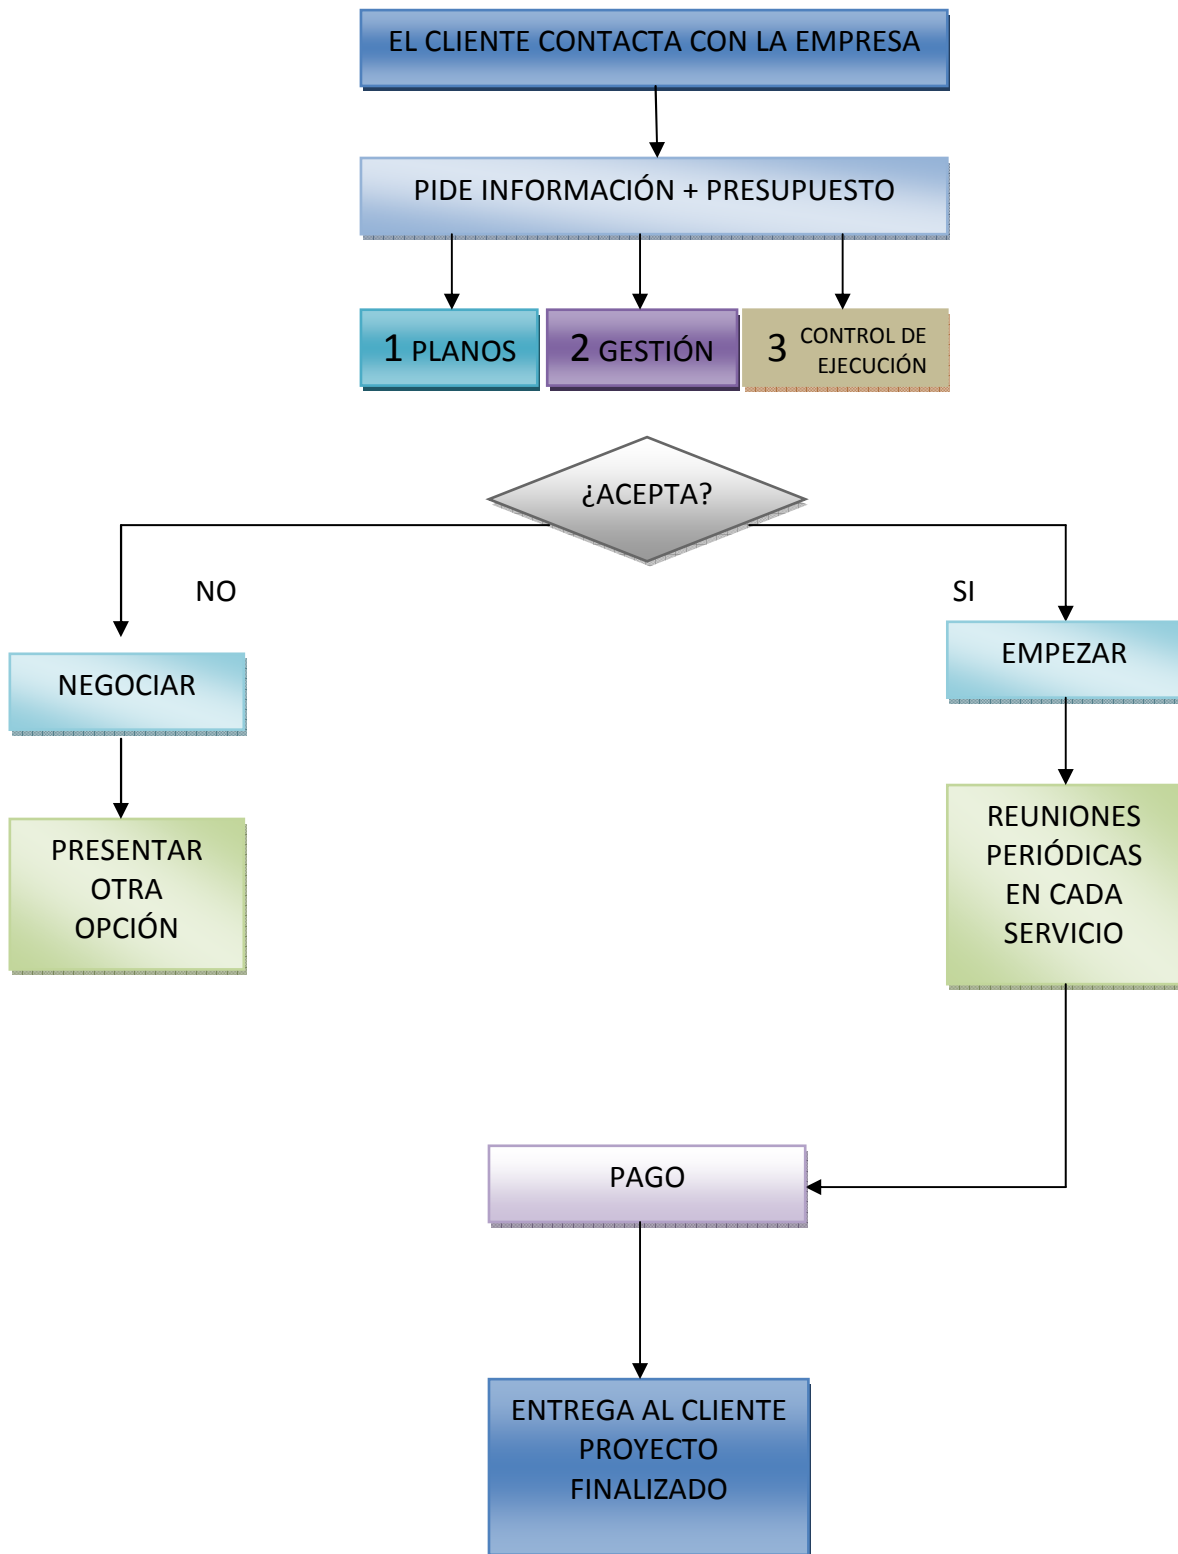 EL CLIENTE CONTACTA CON LA EMPRESA
PIDE INFORMACIÓN + PRESUPUESTO
1 PLANOS
2 GESTIÓN
3 CONTROL DE
EJECUCIÓN
¿ACEPTA?
NO
SI
NEGOCIAR
EMPEZAR
PRESENTAR
OTRA
OPCIÓN
REUNIONES
PERIÓDICAS
EN CADA
SERVICIO
PAGO
ENTREGA AL CLIENTE
PROYECTO
FINALIZADO